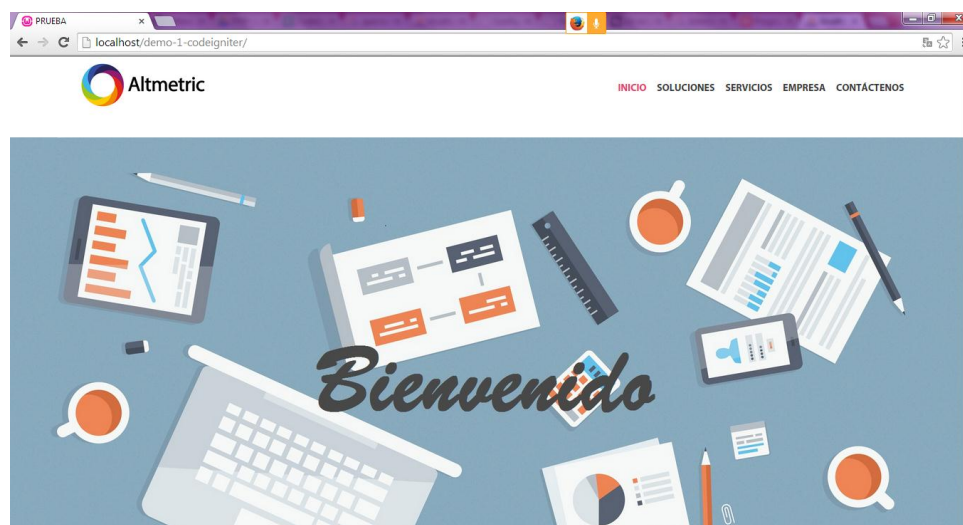 PRUEBA
localhost/demo-1-codeigniter/
Altmetric
INICIO SOLUCIONES SERVICIOS EMPRESA CONTÁCTENOS
Bienvenido